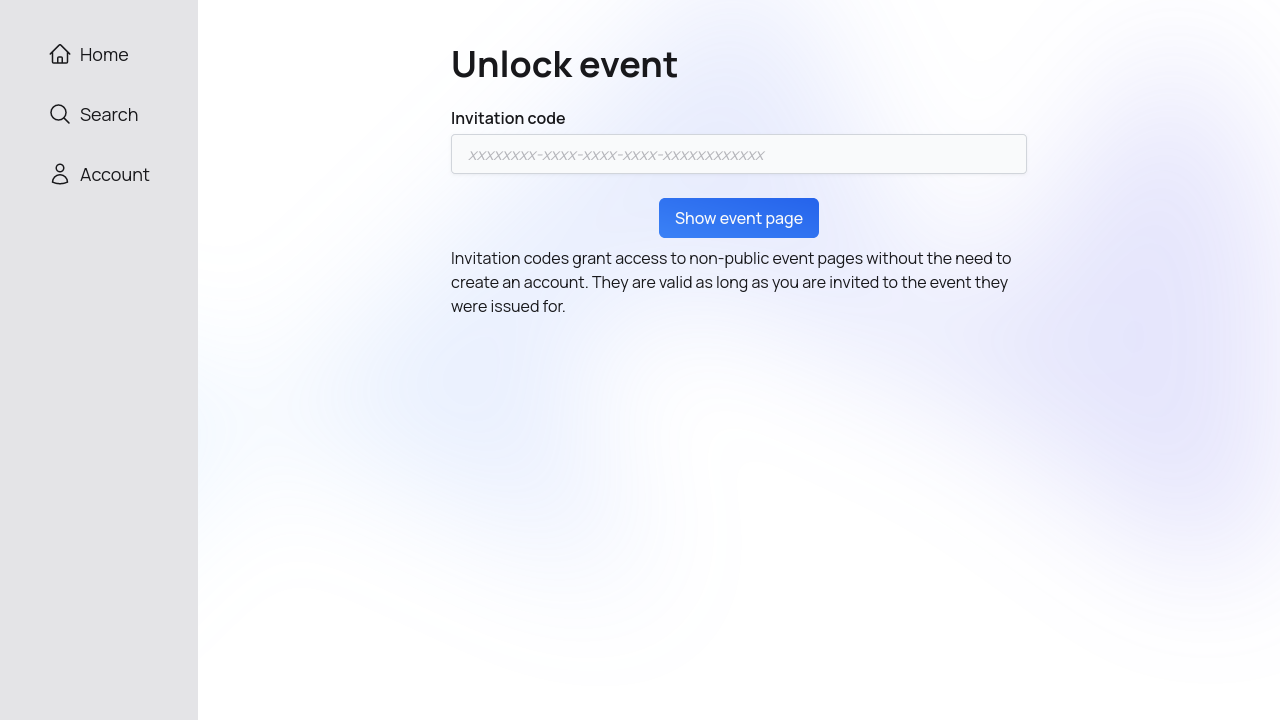 Home
Search
Account
Unlock event
Invitation code
xxxxxxxx-xxxx-xxxx-xxxx-xxxxxxxxxxxx
Show event page
Invitation codes grant access to non-public event pages without the need to
create an account. They are valid as long as you are invited to the event they
were issued for.